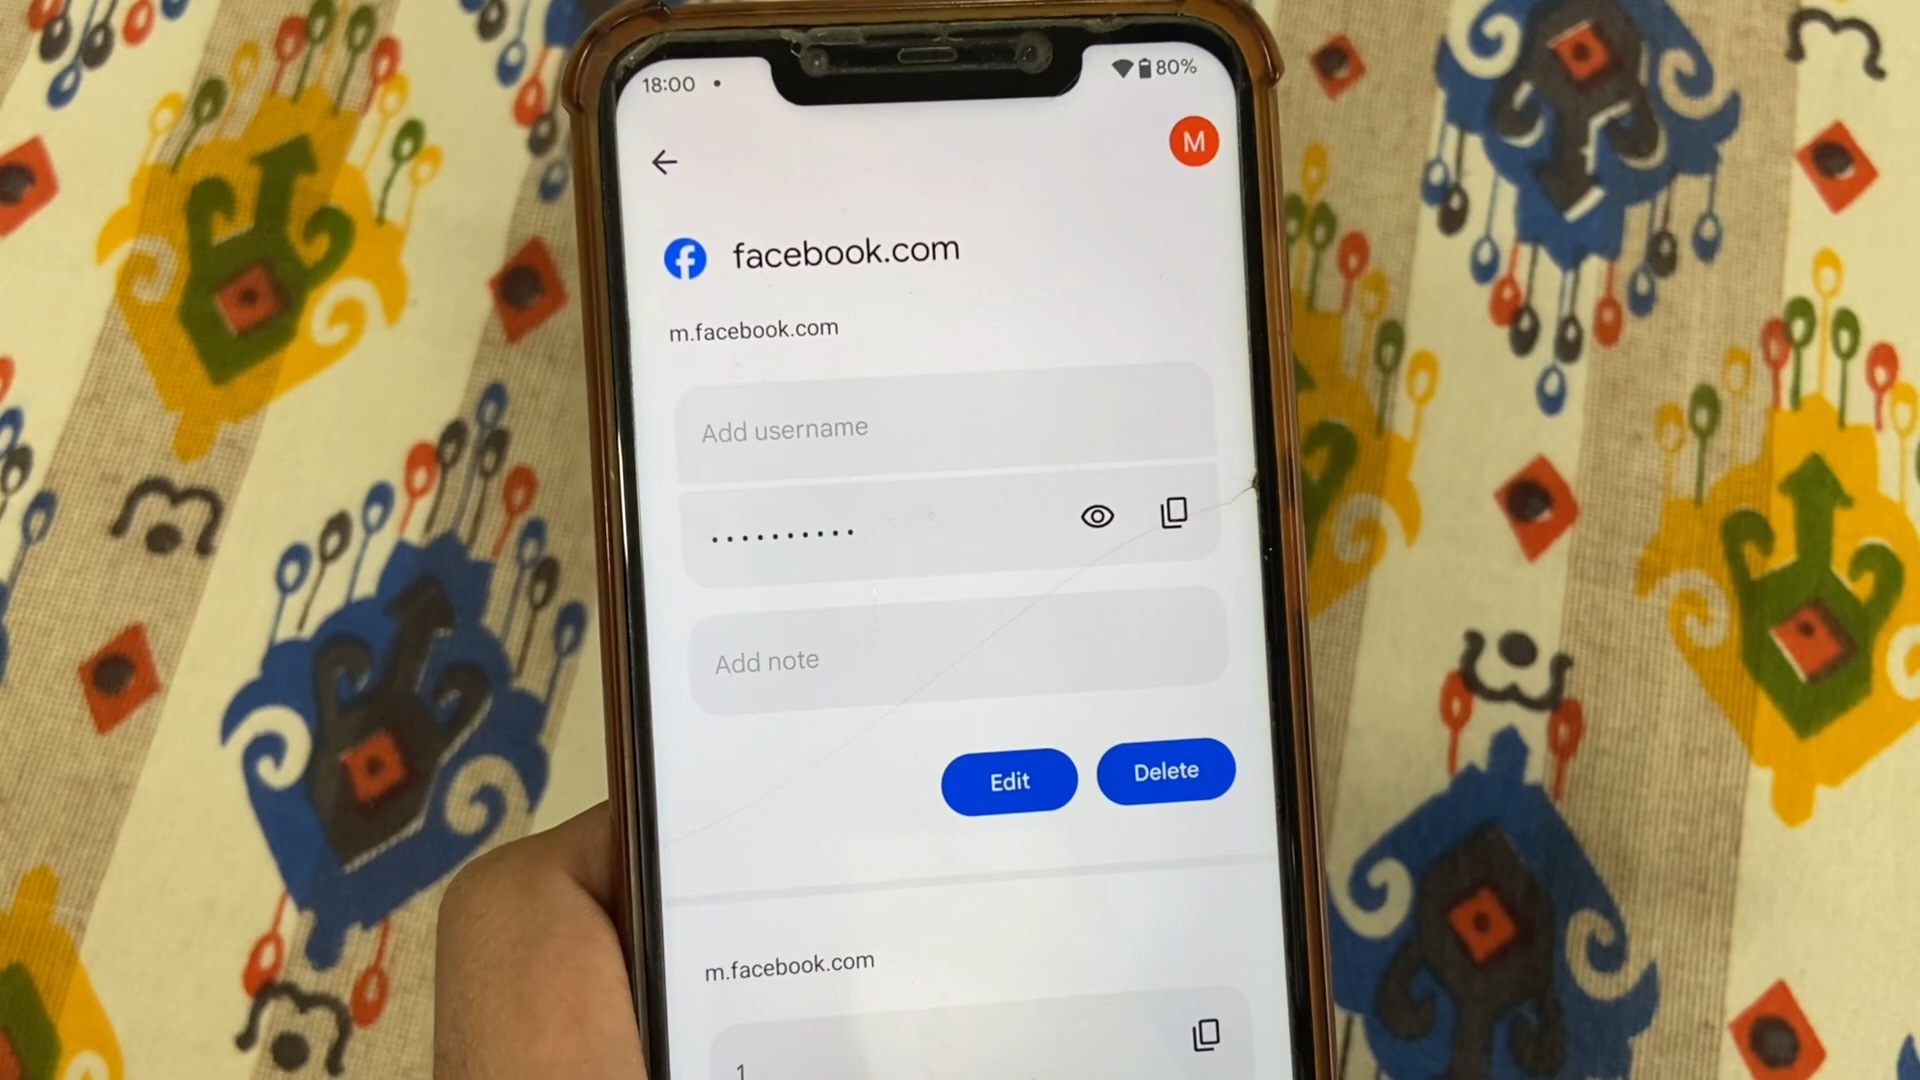 18:00
80%
M
facebook.com
m.facebook.com
Add username
..........
Add note
Edit
Delete
m.facebook.com
1